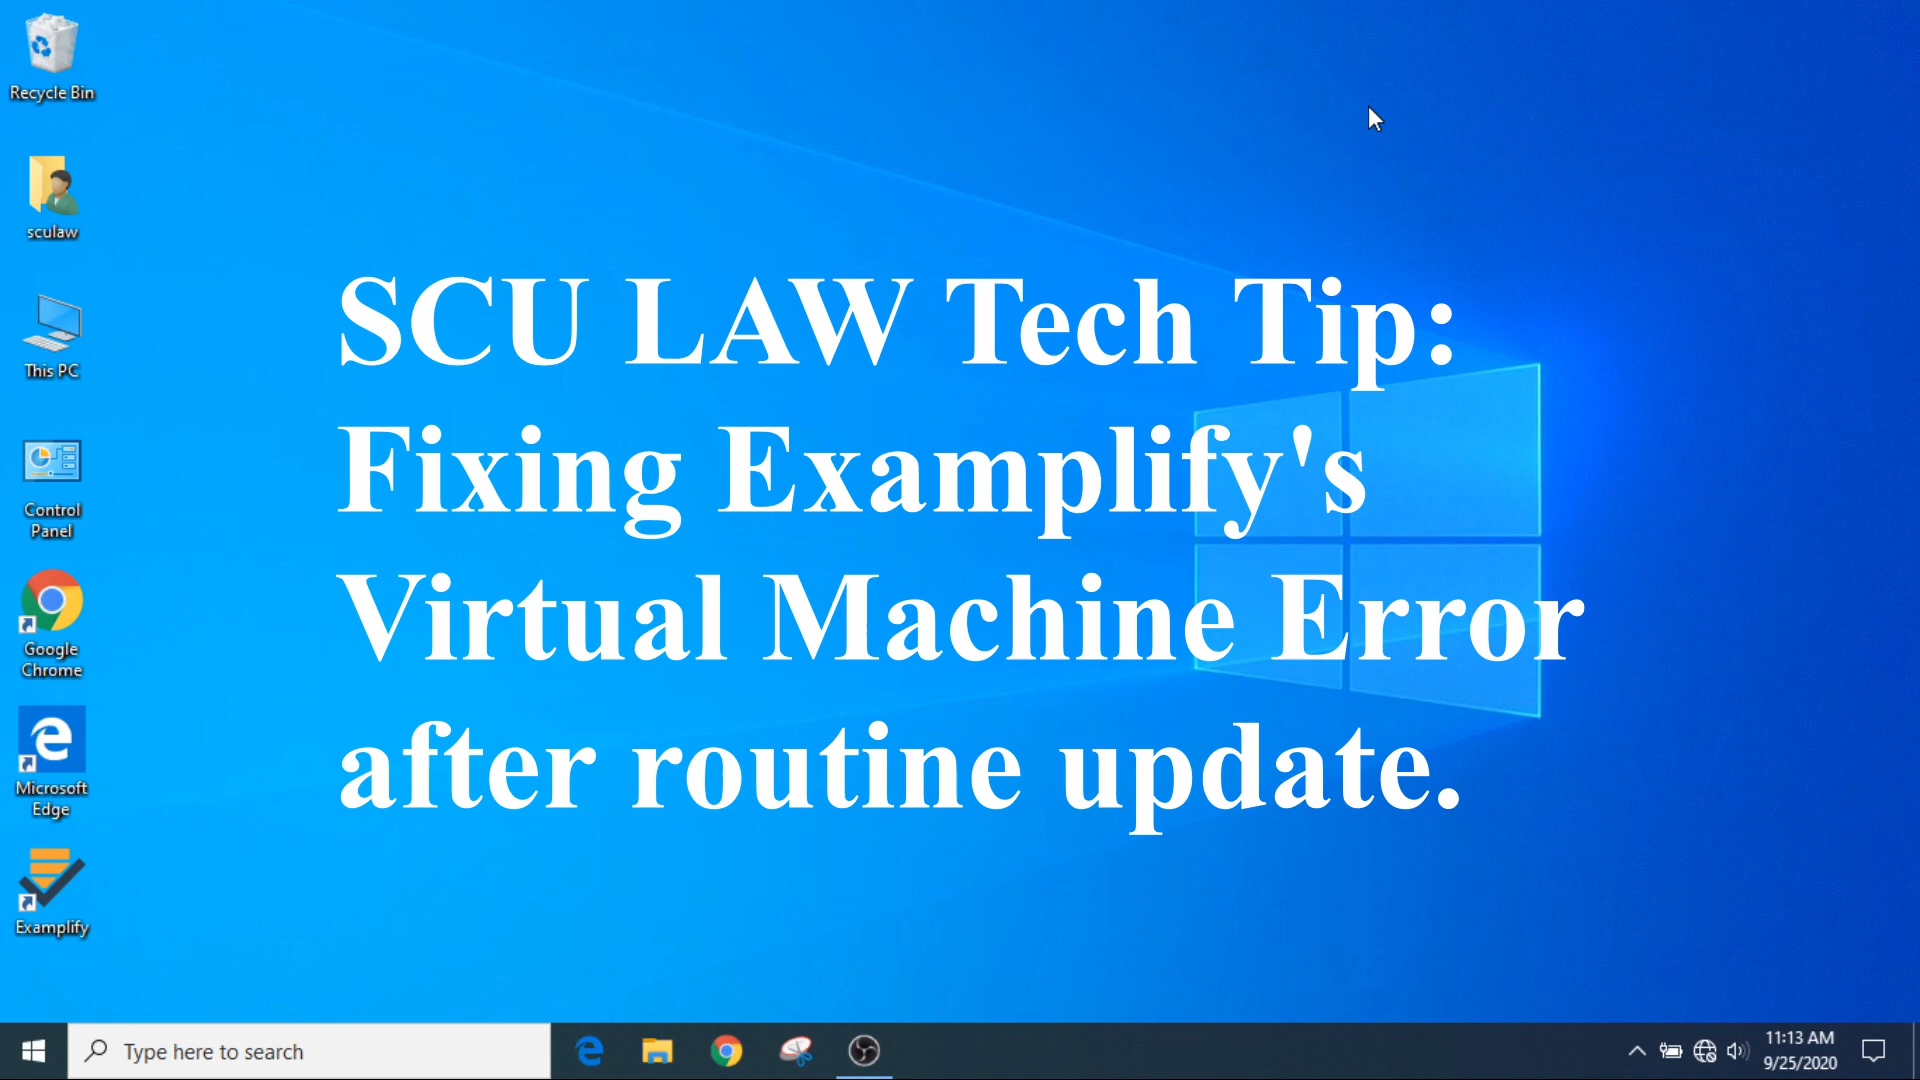 Recycle Bin
sculaw
This PC
Control
Panel
Google
Chrome
Microsoft
Edge
Examplify
SCU LAW Tech Tip:
Fixing Examplify's
Virtual Machine Error
after routine update.
Type here to search
11:13 AM
9/25/2020